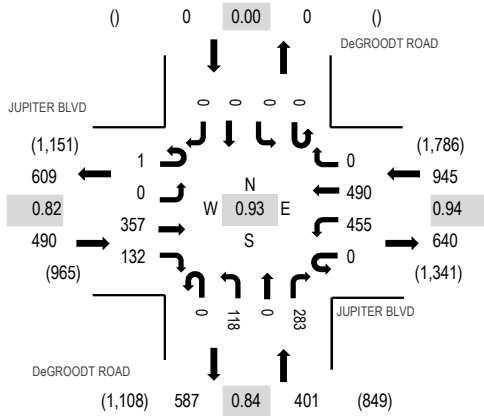 () 0 0.00 0 ()
DeGROODT ROAD
JUPITER BLVD
0 0 0 0
(1,151) (1,786)
609 1 0 945
0.82 0 N 490 0.94
W 0.93 E
490 357 S 455 640
(965) 132 0 (1,341)
0 118 0 283
JUPITER BLVD
DeGROODT ROAD
(1,108) 587 0.84 401 (849)